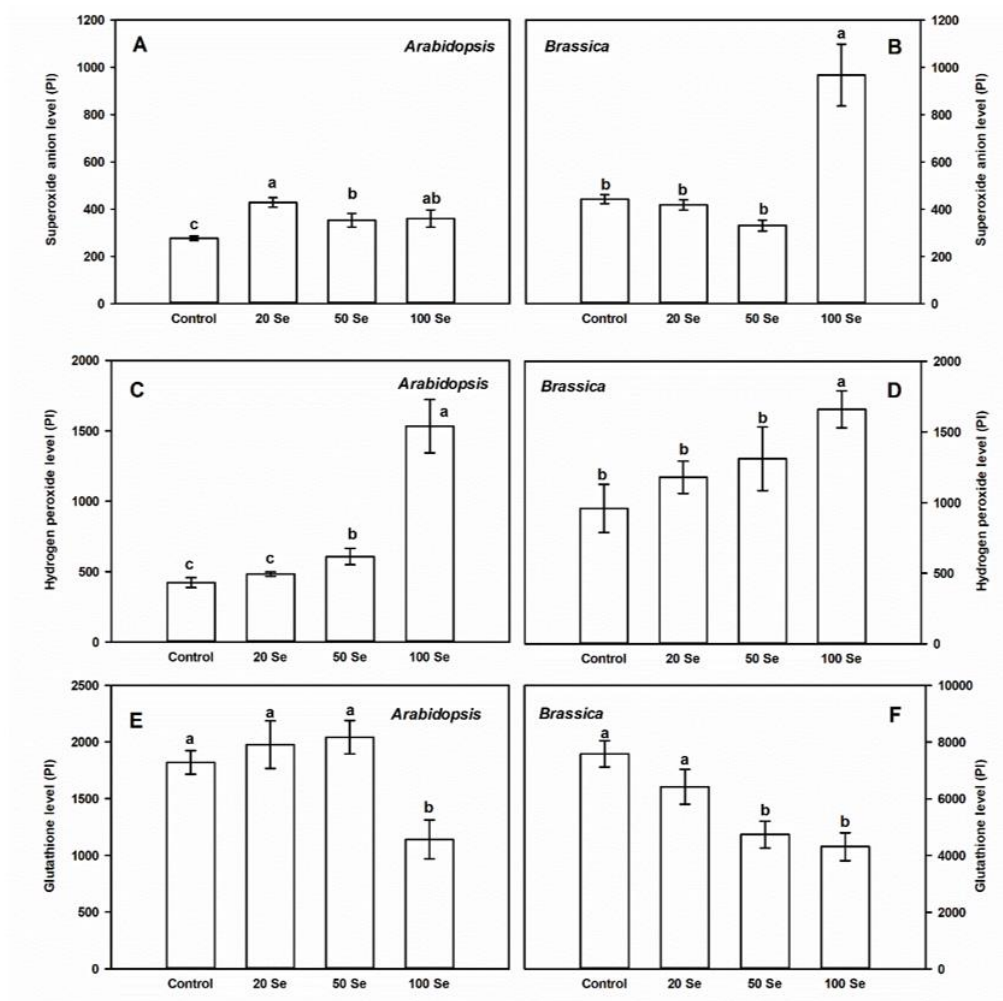 A
Arabidopsis
Superoxide anion level (PI)
1200
1000
800
600
400
200
0
c
a
b
ab
Control 20 Se 50 Se 100 Se
Brassica
B
a
b
b
b
1200
1000
800
600
400
200
0
Superoxide anion level (PI)
Control 20 Se 50 Se 100 Se
C
Arabidopsis
Hydrogen peroxide level (PI)
2000
1500
1000
500
0
c
c
b
a
Control 20 Se 50 Se 100 Se
Brassica
D
b
b
b
a
2000
1500
1000
500
0
Hydrogen peroxide level (PI)
Control 20 Se 50 Se 100 Se
E
Arabidopsis
Glutathione level (PI)
2500
2000
1500
1000
500
0
a
a
a
b
Control 20 Se 50 Se 100 Se
Brassica
F
a
a
b
b
10000
8000
6000
4000
2000
0
Glutathione level (PI)
Control 20 Se 50 Se 100 Se